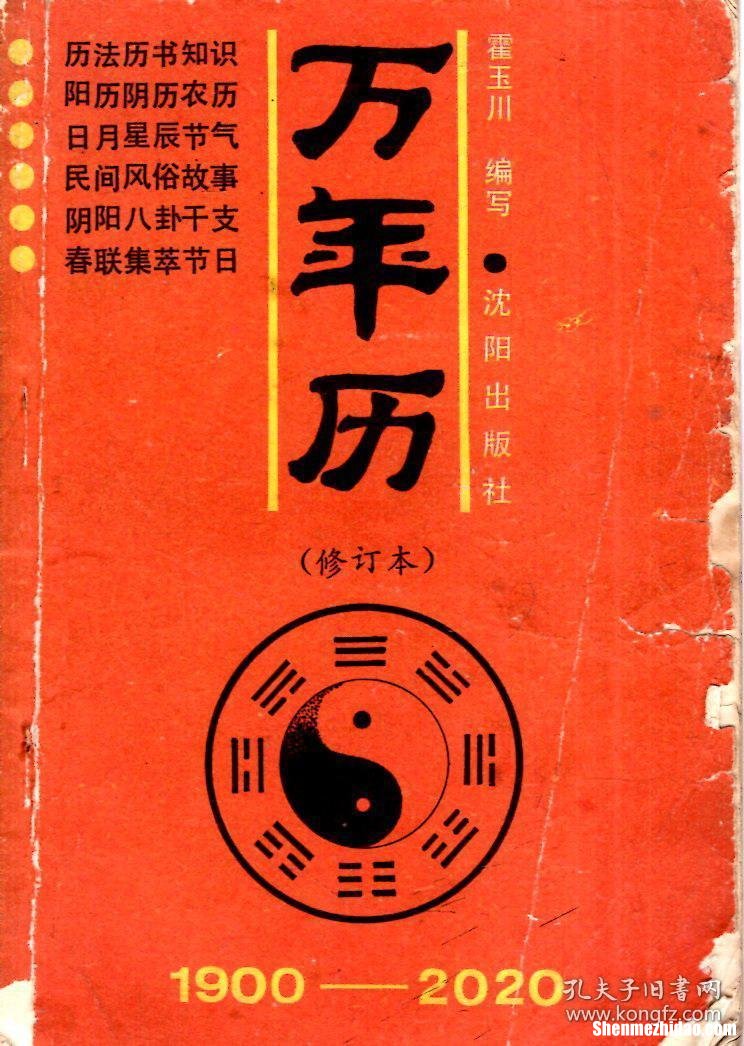 历法历书知识
阳历阴历农历
日月星辰节气
民间风俗故事
阴阳八卦干支
春联集萃节日
万年历
霍玉川 编写·沈阳出版社
(修订本)
1900——2020
孔夫子旧书网
www.kongfz.com
Shenmezhidao.com